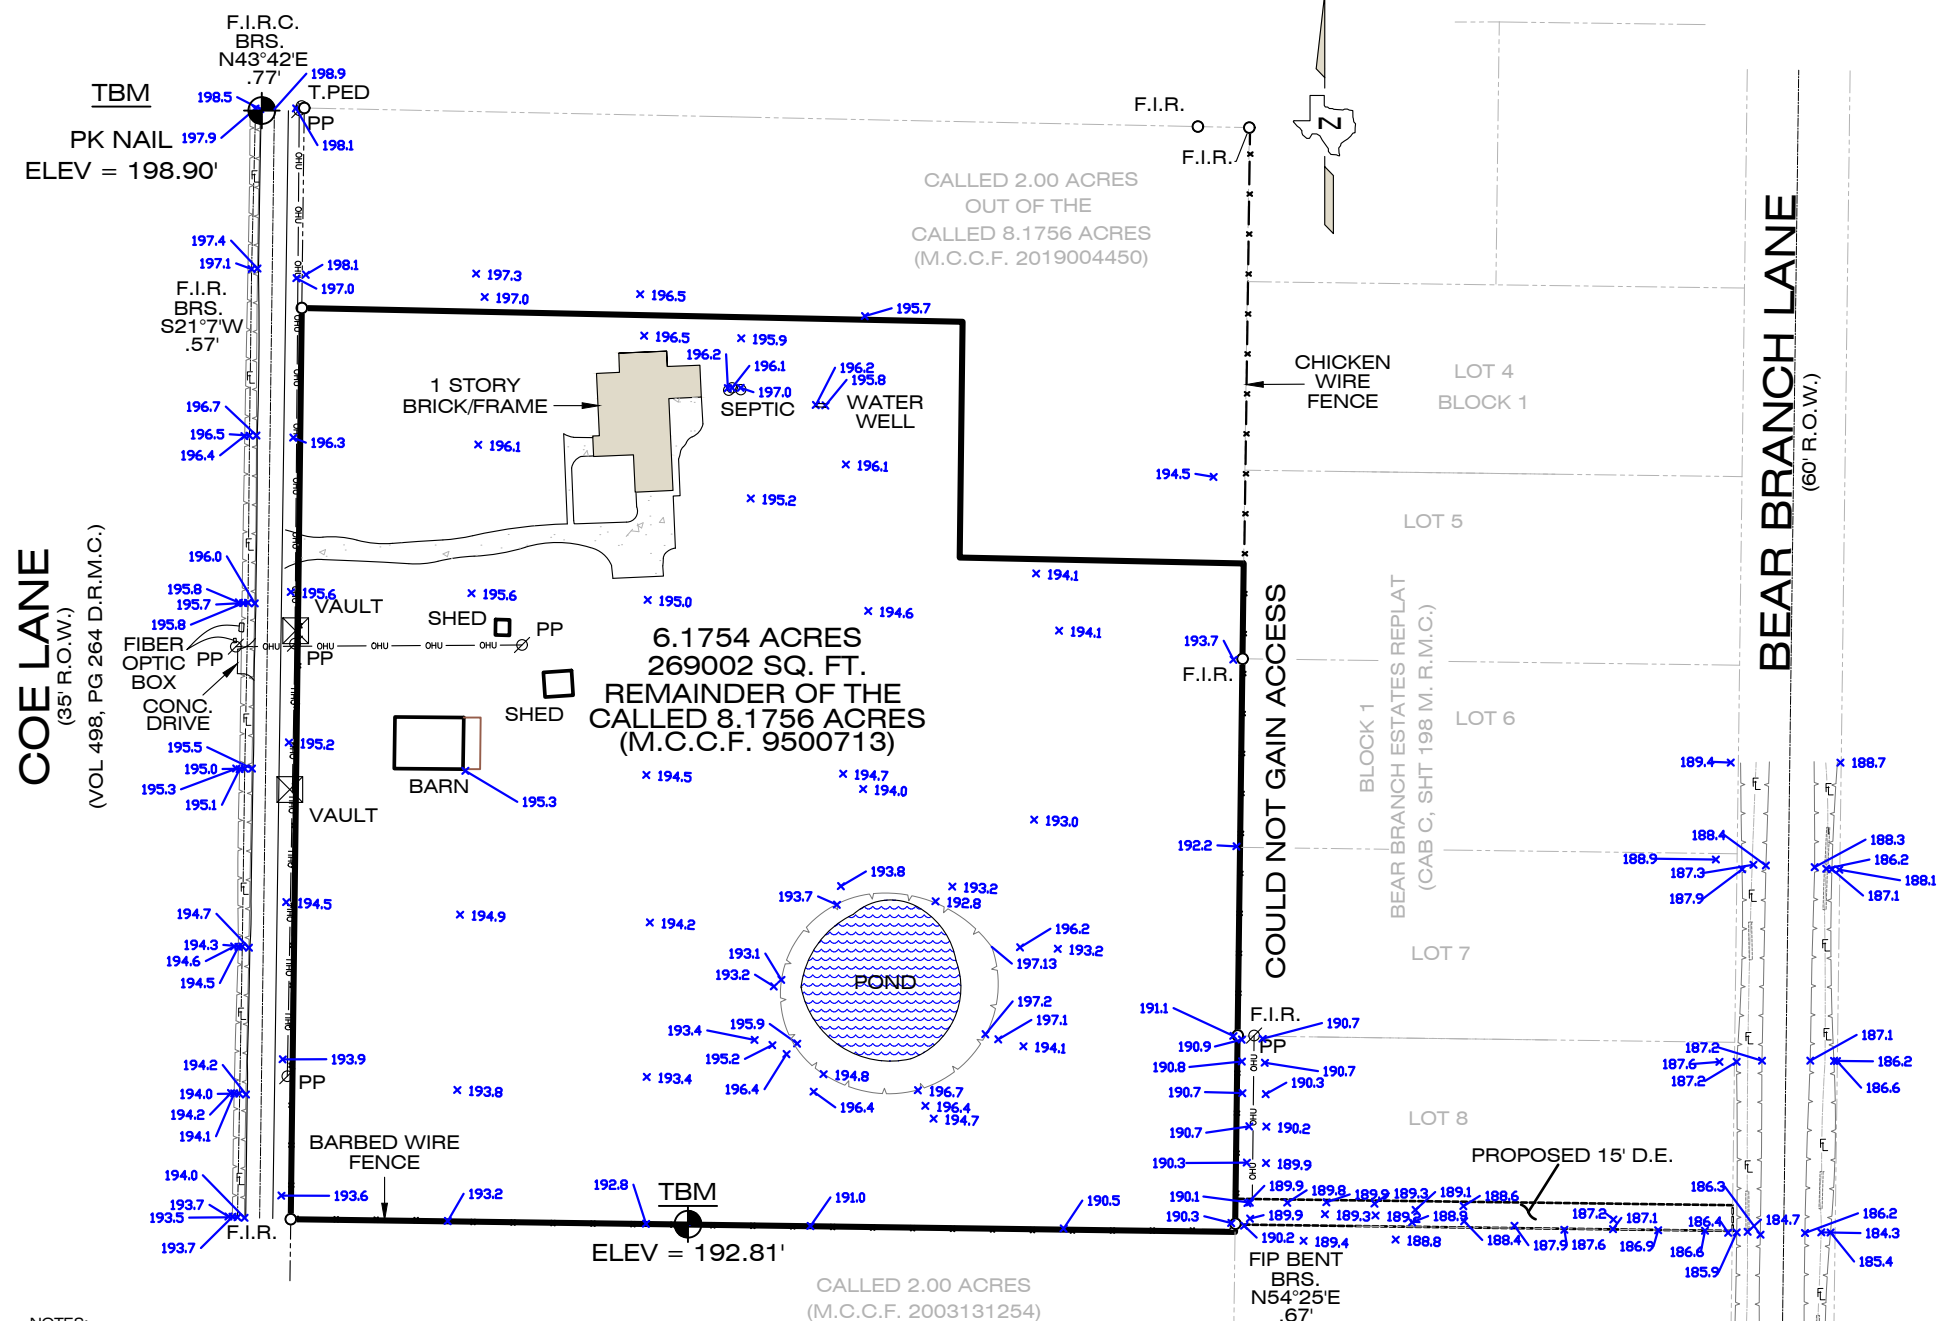 F.I.R.C.
BRS.
N43°42'E
.77'
TBM
PK NAIL
ELEV = 198.90'
198.5
198.9
197.9
T.PED
PP
198.1
F.I.R.
F.I.R.
N
CALLED 2.00 ACRES
OUT OF THE
CALLED 8.1756 ACRES
(M.C.C.F. 2019004450)
197.4
197.1
198.1
197.0
F.I.R.
BRS.
S21°7'W
.57'
197.3
197.0
196.5
195.7
196.5
195.9
196.2
196.1
197.0
SEPTIC
196.2
195.8
WATER
WELL
1 STORY
BRICK/FRAME
CHICKEN
WIRE
FENCE
LOT 4
BLOCK 1
BEAR BRANCH LANE
(60' R.O.W.)
196.7
196.5
196.4
196.3
196.1
196.1
195.2
194.5
LOT 5
COE LANE
(35' R.O.W.)
(VOL 498, PG 264 D.R.M.C.)
196.0
195.8
195.7
195.8
195.6
VAULT
195.6
195.0
194.6
194.1
194.1
193.7
F.I.R.
SHED
PP
FIBER
OPTIC
BOX
PP
PP
OHU
OHU
OHU
OHU
OHU
CONC.
DRIVE
SHED
6.1754 ACRES
269002 SQ. FT.
REMAINDER OF THE
CALLED 8.1756 ACRES
(M.C.C.F. 9500713)
COULD NOT GAIN ACCESS
BLOCK 1
BEAR BRANCH ESTATES REPLAT
(CAB C, SHT 198 M. R.M.C.)
LOT 6
195.5
195.0
195.3
195.1
195.2
BARN
195.3
VAULT
194.5
194.7
194.0
193.0
192.2
189.4
188.7
188.4
188.9
187.3
187.9
188.3
186.2
188.1
187.1
194.7
194.3
194.6
194.5
194.5
194.9
194.2
193.8
193.7
193.2
192.8
196.2
193.2
197.13
193.1
193.2
POND
LOT 7
197.2
197.1
194.1
195.9
193.4
195.2
196.4
194.8
196.4
196.7
196.4
194.7
191.1
F.I.R.
190.7
190.9
PP
190.8
190.7
190.7
190.3
190.7
190.2
190.3
189.9
187.2
187.6
187.2
187.1
186.2
186.6
194.2
194.0
194.2
194.1
193.9
PP
193.8
193.4
LOT 8
BARBED WIRE
FENCE
PROPOSED 15' D.E.
194.0
193.7
193.5
193.7
F.I.R.
193.6
193.2
192.8
TBM
ELEV = 192.81'
191.0
190.5
190.1
189.9
189.8
189.9
189.3
189.1
188.6
190.3
189.9
189.3
189.2
188.9
190.2
189.4
188.8
188.4
187.9
187.6
187.2
187.1
186.9
186.6
186.4
186.3
184.7
185.9
186.2
184.3
185.4
FIP BENT
BRS.
N54°25'E
.67'
CALLED 2.00 ACRES
(M.C.C.F. 2003131254)
NOTES: